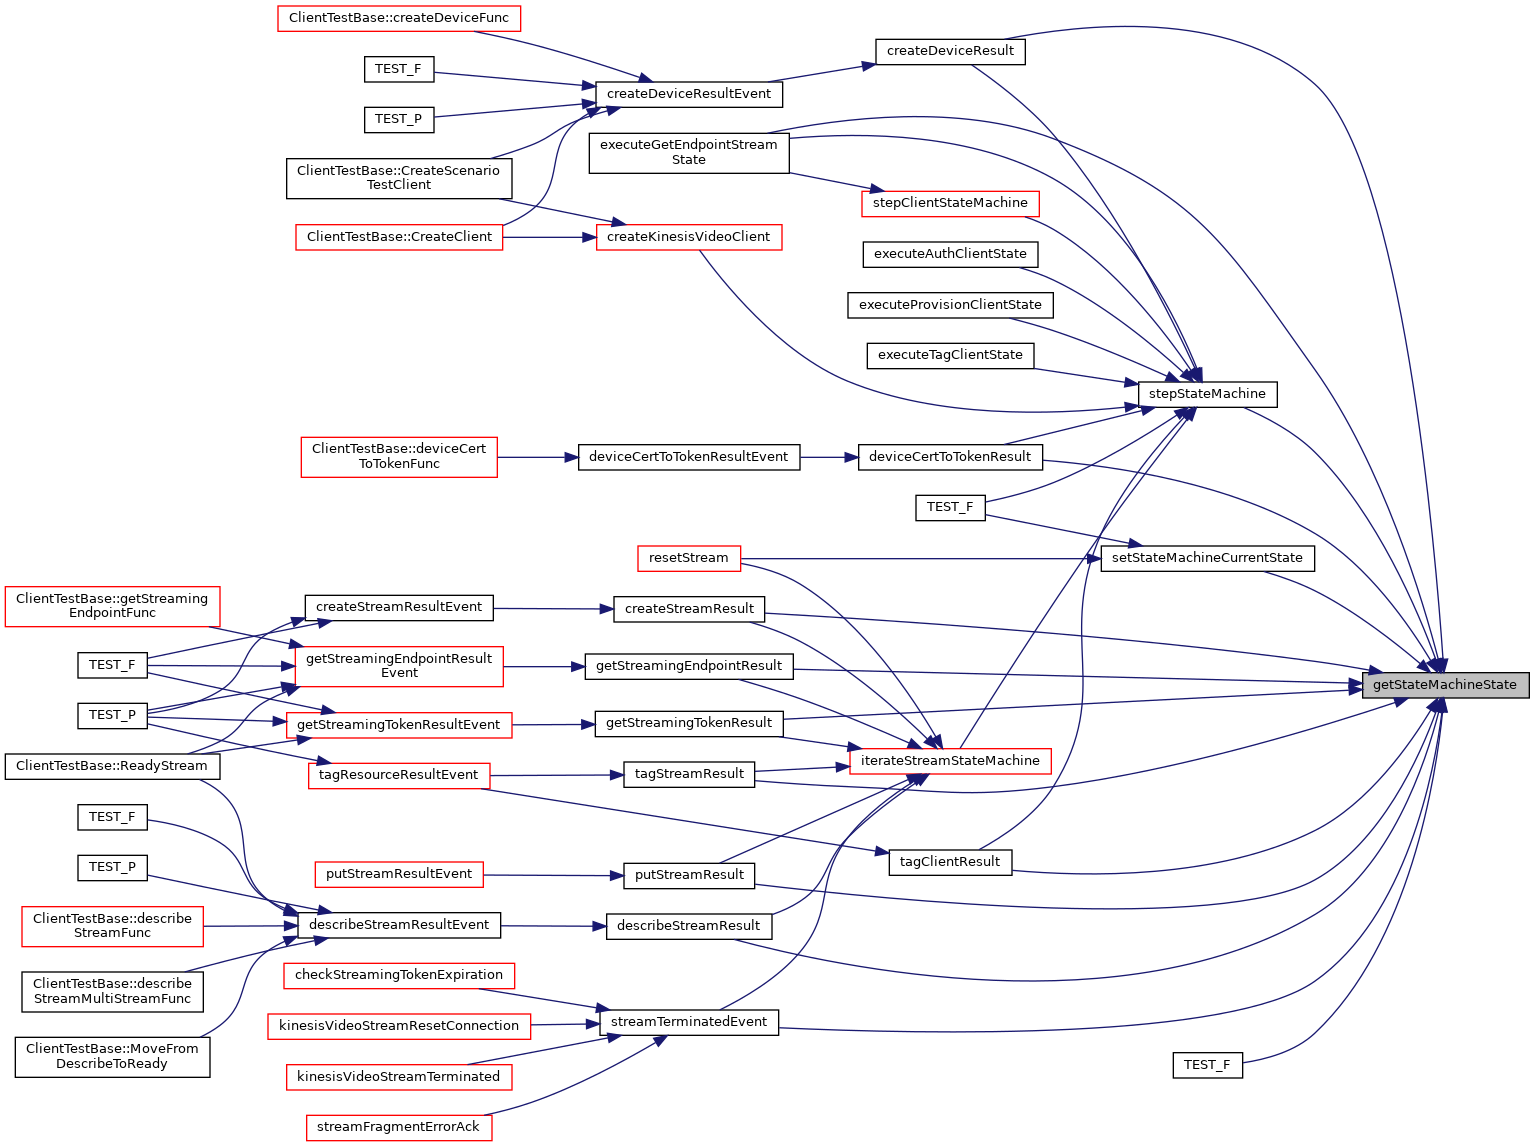 ClientTestBase::createDeviceFunc
TEST_F
createDeviceResult
createDeviceResultEvent
TEST_P
executeGetEndpointStream
State
ClientTestBase::CreateScenario
TestClient
stepClientStateMachine
ClientTestBase::CreateClient
createKinesisVideoClient
executeAuthClientState
executeProvisionClientState
executeTagClientState
stepStateMachine
ClientTestBase::deviceCert
ToTokenFunc
deviceCertToTokenResultEvent
deviceCertToTokenResult
TEST_F
resetStream
setStateMachineCurrentState
ClientTestBase::getStreaming
EndpointFunc
createStreamResultEvent
createStreamResult
TEST_F
getStreamingEndpointResult
Event
getStreamingEndpointResult
getStateMachineState
TEST_P
getStreamingTokenResultEvent
getStreamingTokenResult
ClientTestBase::ReadyStream
tagResourceResultEvent
tagStreamResult
iterateStreamStateMachine
TEST_F
TEST_P
putStreamResultEvent
putStreamResult
tagClientResult
ClientTestBase::describe
StreamFunc
describeStreamResultEvent
describeStreamResult
ClientTestBase::describe
StreamMultiStreamFunc
checkStreamingTokenExpiration
kinesisVideoStreamResetConnection
streamTerminatedEvent
ClientTestBase::MoveFrom
DescribeToReady
kinesisVideoStreamTerminated
TEST_F
streamFragmentErrorAck